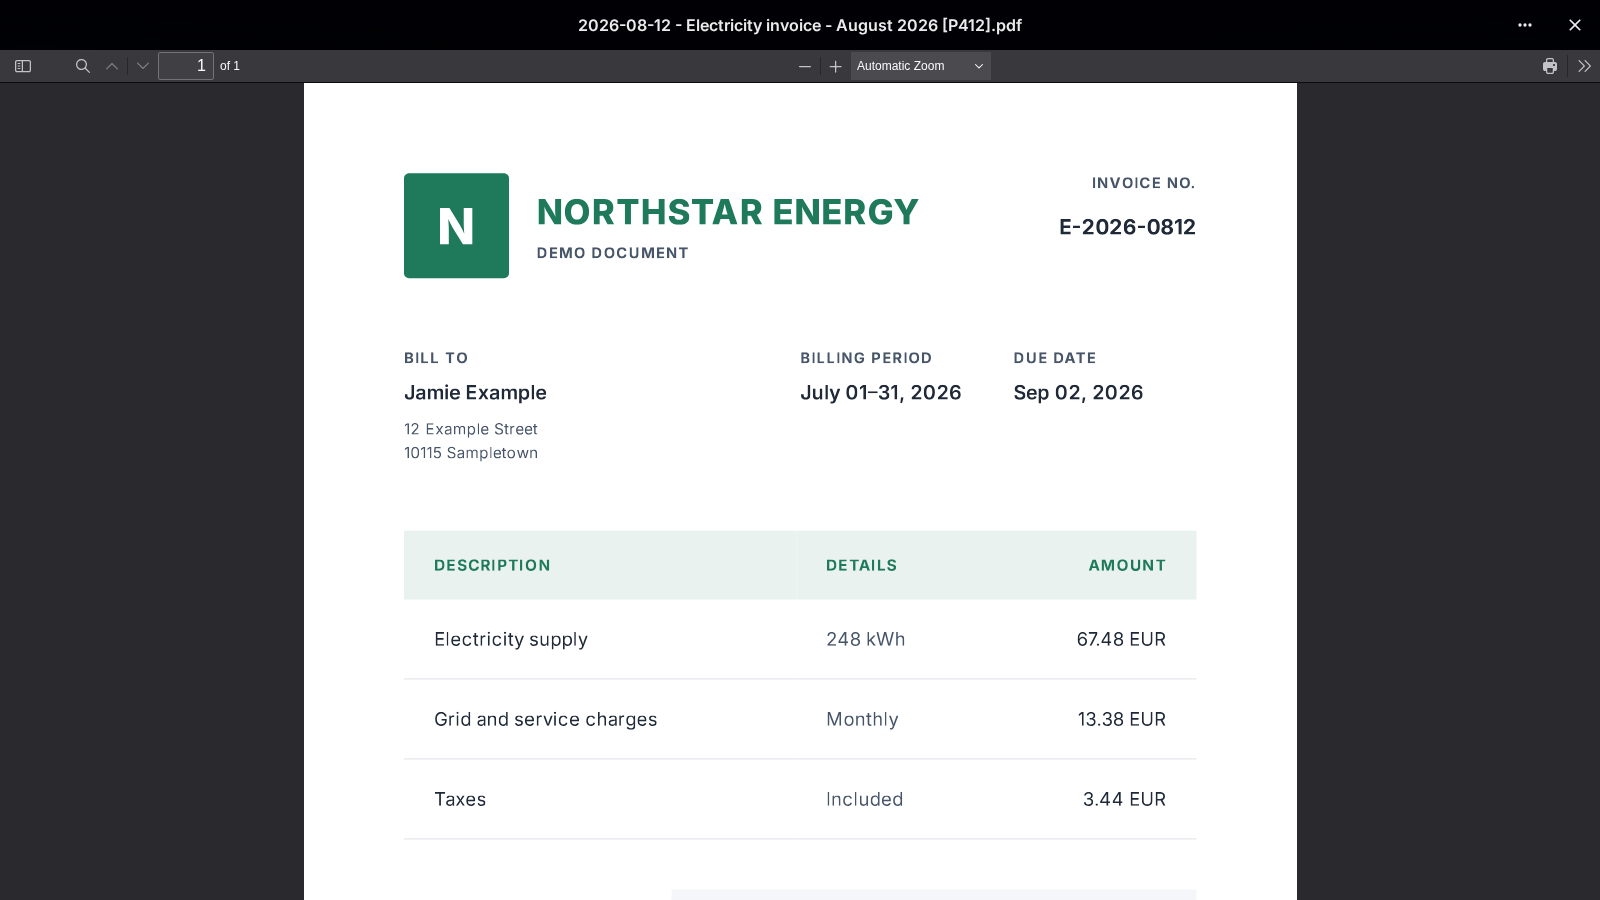 2026-08-12 - Electricity invoice - August 2026 [P412].pdf
1 of 1
Automatic Zoom
N
NORTHSTAR ENERGY
DEMO DOCUMENT
INVOICE NO.
E-2026-0812
BILL TO
Jamie Example
12 Example Street
10115 Sampletown
BILLING PERIOD
July 01–31, 2026
DUE DATE
Sep 02, 2026
DESCRIPTION DETAILS AMOUNT
Electricity supply 248 kWh 67.48 EUR
Grid and service charges Monthly 13.38 EUR
Taxes Included 3.44 EUR